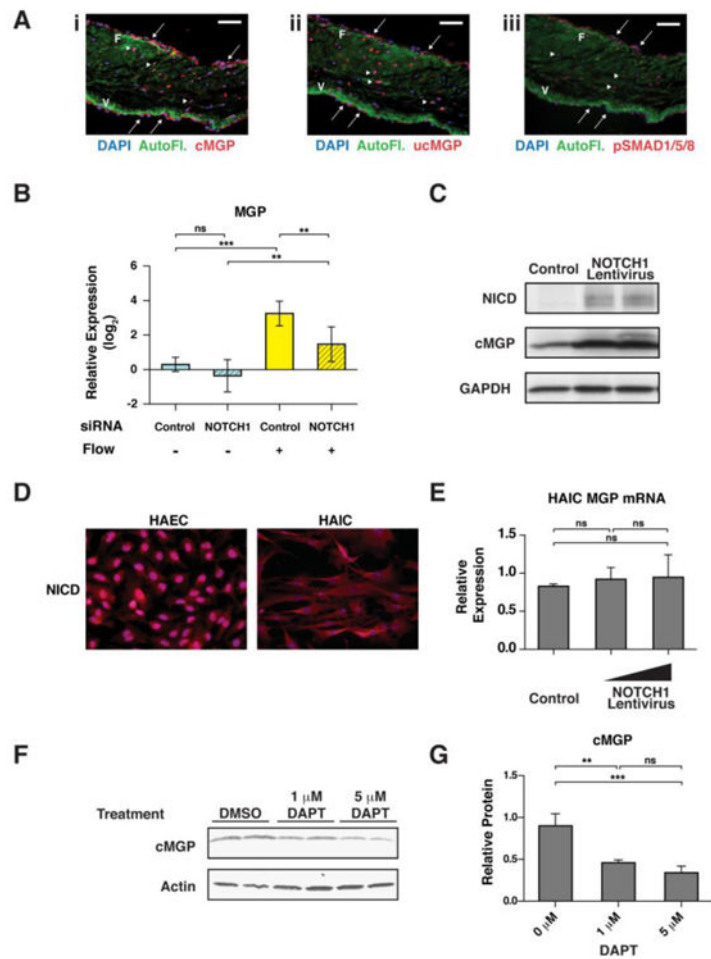 A
i
ii
iii
F
V
F
V
F
V
DAPI AutoFl. cMGP
DAPI AutoFl. ucMGP
DAPI AutoFl. pSMAD1/5/8
B
MGP
ns
**
***
**
Relative Expression
(log2)
6
4
2
0
-2
siRNA
Control NOTCH1 Control NOTCH1
Flow
- - + +
C
Control
NOTCH1
Lentivirus
NICD
cMGP
GAPDH
D
HAEC
HAIC
NICD
E
HAIC MGP mRNA
ns
ns
ns
Relative
Expression
1.5
1.0
0.5
0.0
Control
NOTCH1
Lentivirus
F
Treatment
DMSO
1 μM
DAPT
5 μM
DAPT
cMGP
Actin
G
cMGP
**
ns
***
Relative Protein
1.5
1.0
0.5
0.0
0 μM
1 μM
5 μM
DAPT